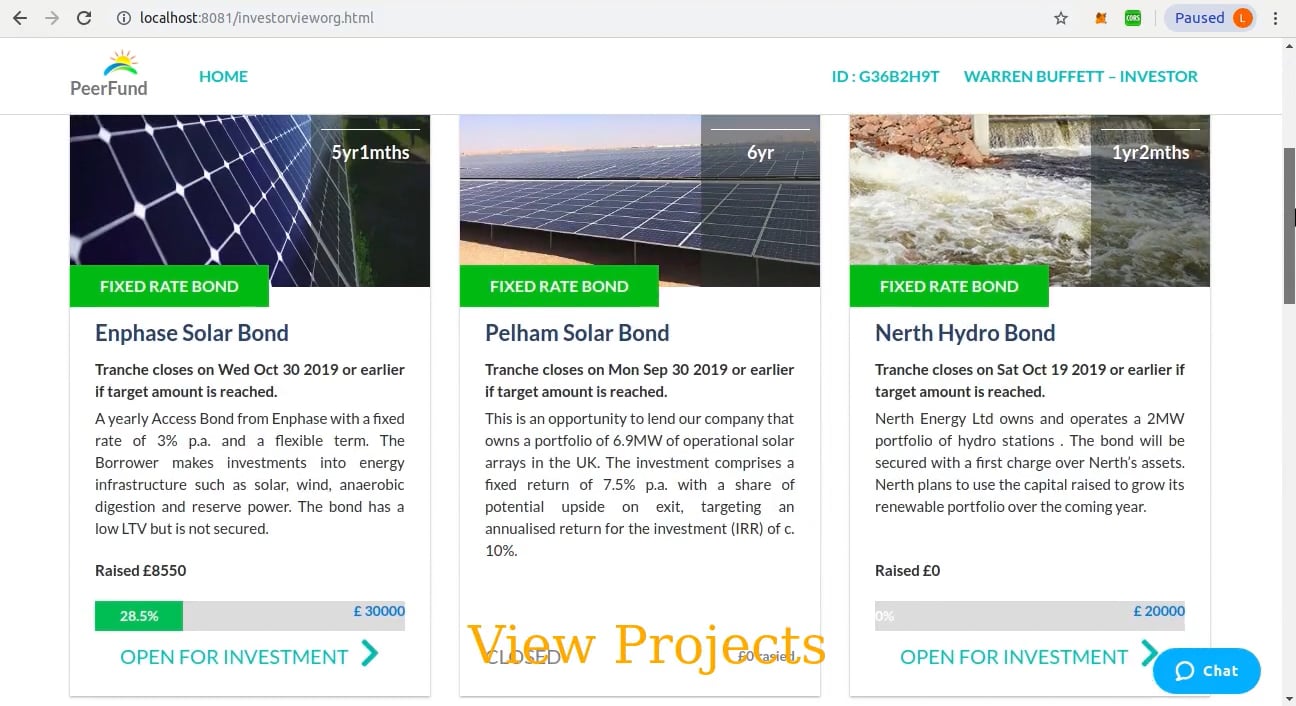 localhost:8081/investorvieworg.html
CORS
Paused
L
PeerFund
HOME
ID : G36B2H9T
WARREN BUFFETT – INVESTOR
5yr1mths
FIXED RATE BOND
Enphase Solar Bond
Tranche closes on Wed Oct 30 2019 or earlier
if target amount is reached.
A yearly Access Bond from Enphase with a fixed
rate of 3% p.a. and a flexible term. The
Borrower makes investments into energy
infrastructure such as solar, wind, anaerobic
digestion and reserve power. The bond has a
low LTV but is not secured.
Raised £8550
28.5%
£ 30000
OPEN FOR INVESTMENT
6yr
FIXED RATE BOND
Pelham Solar Bond
Tranche closes on Mon Sep 30 2019 or earlier
if target amount is reached.
This is an opportunity to lend our company that
owns a portfolio of 6.9MW of operational solar
arrays in the UK. The investment comprises a
fixed return of 7.5% p.a. with a share of
potential upside on exit, targeting an
annualised return for the investment (IRR) of c.
10%.
CLOSED
£0 rasied
1yr2mths
FIXED RATE BOND
Nerth Hydro Bond
Tranche closes on Sat Oct 19 2019 or earlier if
target amount is reached.
Nerth Energy Ltd owns and operates a 2MW
portfolio of hydro stations . The bond will be
secured with a first charge over Nerth’s assets.
Nerth plans to use the capital raised to grow its
renewable portfolio over the coming year.
Raised £0
0%
£ 20000
OPEN FOR INVESTMENT
View Projects
Chat